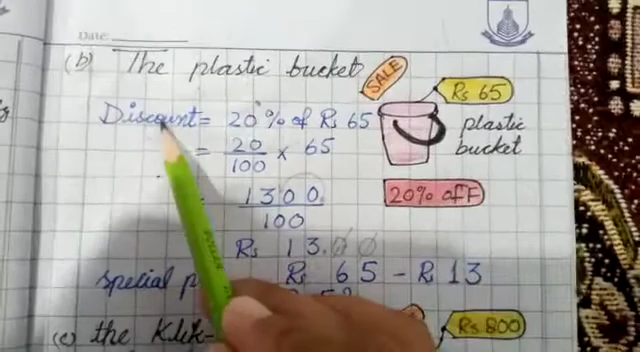 Date:
(b) The plastic bucket
SALE
Rs 65
Discount = 20% of Rs 65
plastic
bucket
= 20/100 × 65
1300
100
20% OFF
Rs 13.00
special Rs 65 - Rs 13
(c) the
Rs 800